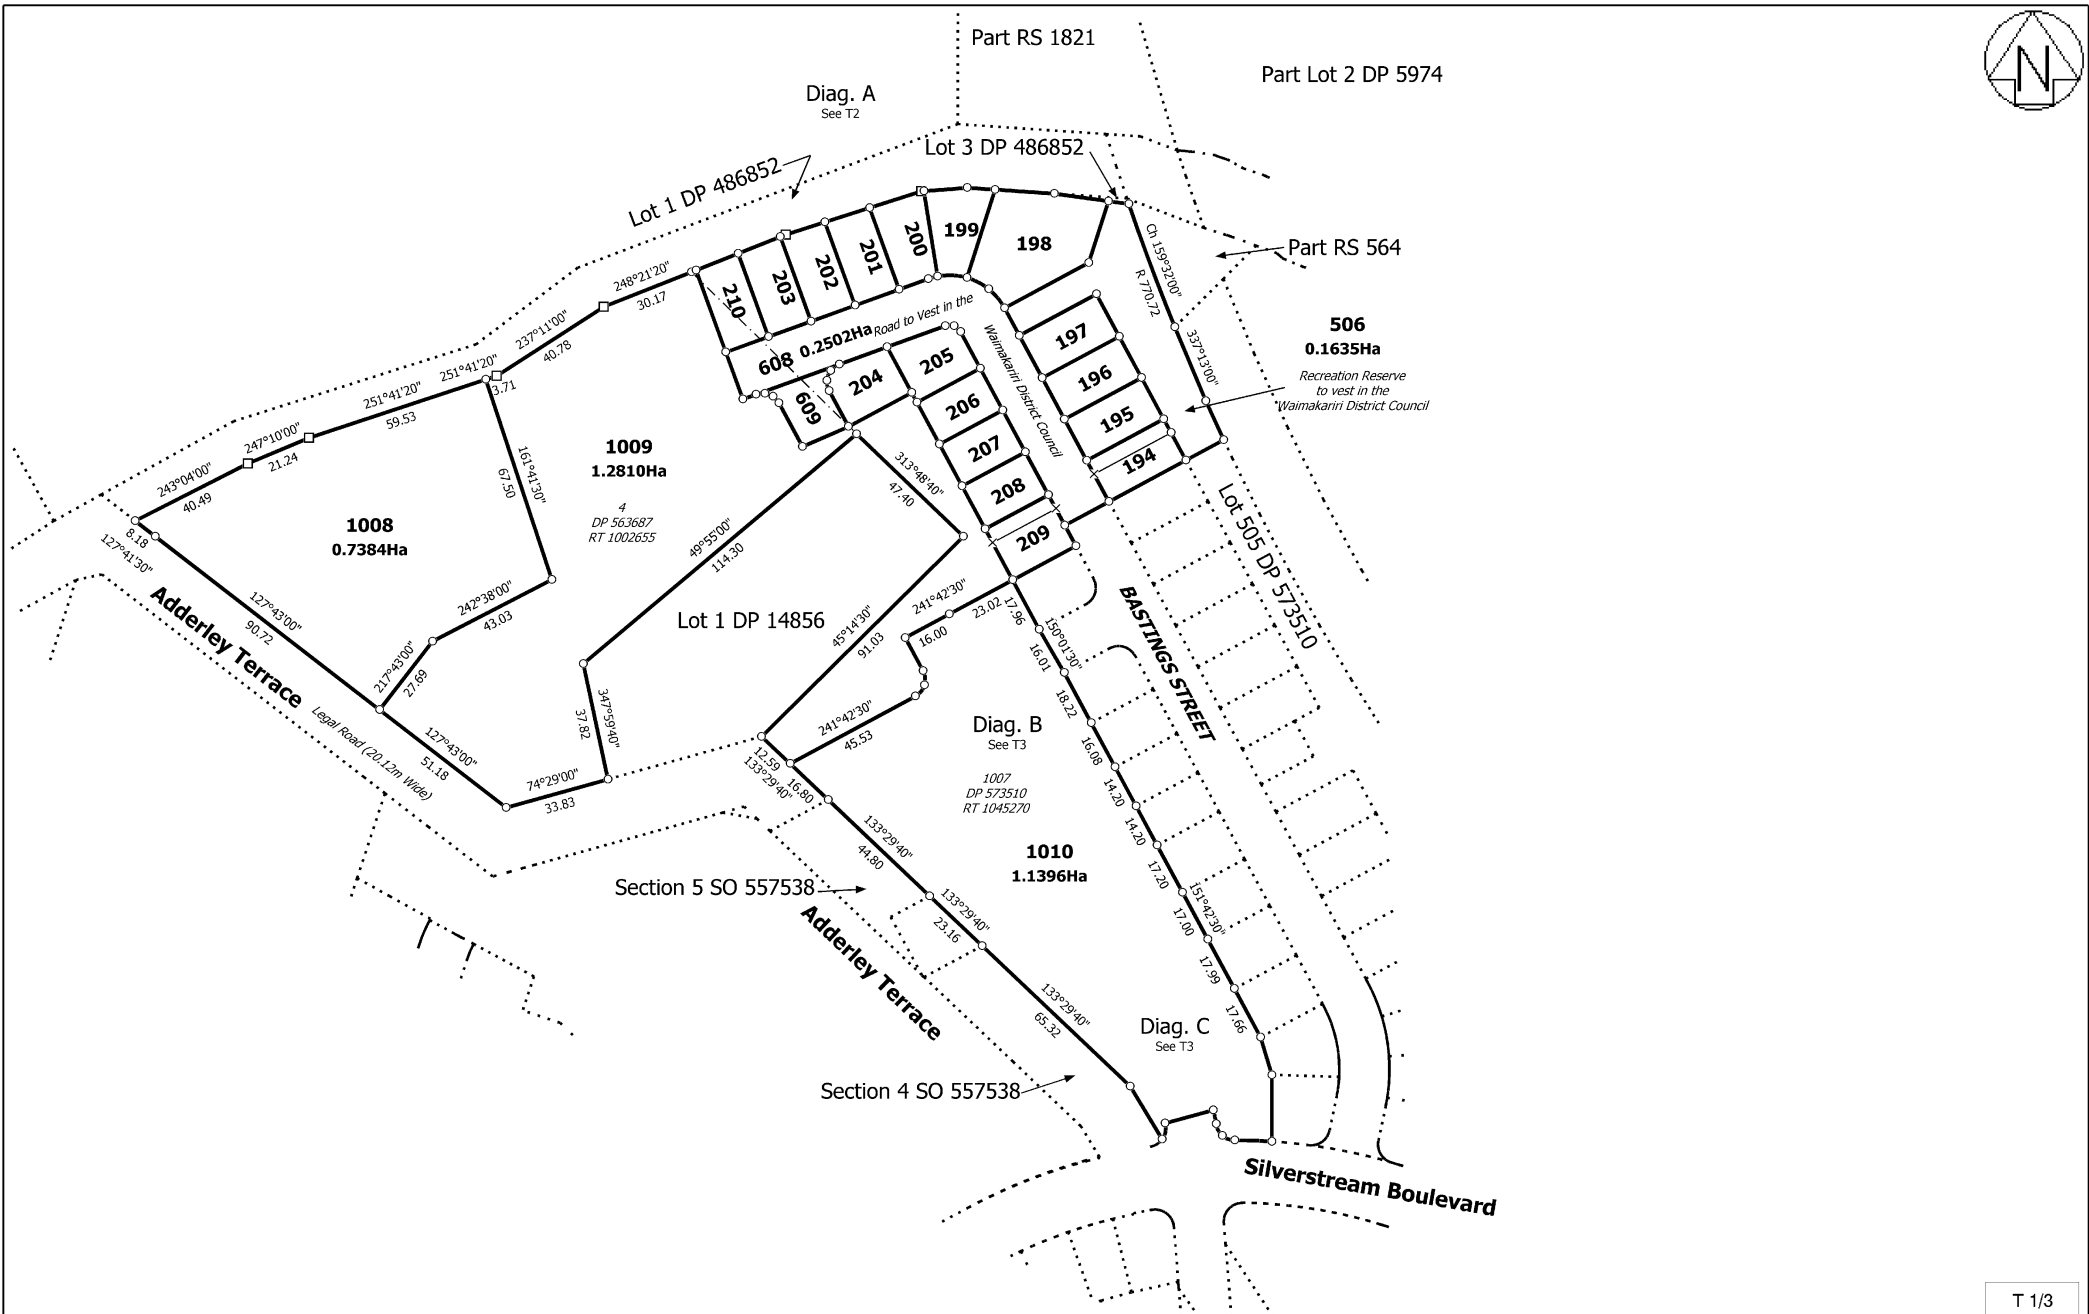 Part RS 1821
Part Lot 2 DP 5974
N
Diag. A
See T2
Lot 3 DP 486852
Lot 1 DP 486852
Part RS 564
Ch 159°32'00"
R 770.72
337°13'00"
506
0.1635Ha
Recreation Reserve
to vest in the
Waimakariri District Council
198
199
200
201
202
203
210
608 0.2502Ha
Road to Vest in the
Waimakariri District Council
609
204
205
206
207
208
209
197
196
195
194
248°21'20"
30.17
237°11'00"
40.78
251°41'20"
3.71
251°41'20"
59.53
247°10'00"
21.24
243°04'00"
40.49
8.18
127°41'30"
1008
0.7384Ha
161°41'30"
67.50
1009
1.2810Ha
4
DP 563687
RT 1002655
127°43'00"
90.72
242°38'00"
43.03
217°43'00"
27.69
127°43'00"
51.18
74°29'00"
33.83
347°59'40"
37.82
49°55'00"
114.30
313°48'40"
47.40
45°14'30"
91.03
Lot 1 DP 14856
Adderley Terrace
Legal Road (20.12m Wide)
241°42'30"
23.02
16.00
241°42'30"
45.53
12.59
133°29'40"
16.80
133°29'40"
44.80
133°29'40"
23.16
133°29'40"
65.32
17.96
150°01'30"
16.01
18.22
16.08
14.20
14.20
17.20
151°42'30"
17.00
17.99
17.66
Lot 505 DP 573510
BASTINGS STREET
Diag. B
See T3
1007
DP 573510
RT 1045270
1010
1.1396Ha
Section 5 SO 557538
Adderley Terrace
Diag. C
See T3
Section 4 SO 557538
Silverstream Boulevard
T 1/3